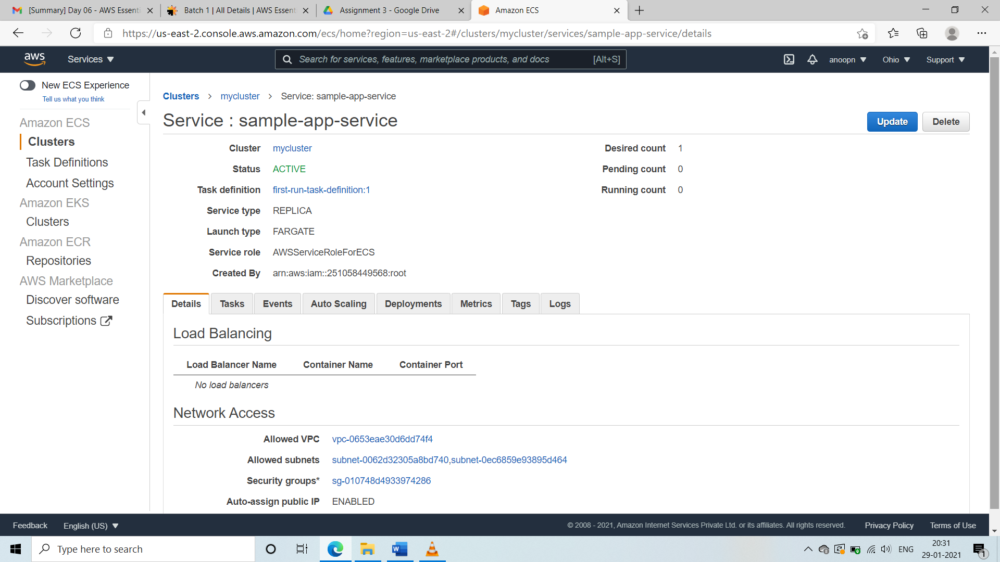 [Summary] Day 06 - AWS Essenti
Batch 1 | All Details | AWS Essent
Assignment 3 - Google Drive
Amazon ECS
https://us-east-2.console.aws.amazon.com/ecs/home?region=us-east-2#/clusters/mycluster/services/sample-app-service/details
aws
Services
Search for services, features, marketplace products, and docs
[Alt+S]
anoopn
Ohio
Support
New ECS Experience
Tell us what you think
Amazon ECS
Clusters
Task Definitions
Account Settings
Amazon EKS
Clusters
Amazon ECR
Repositories
AWS Marketplace
Discover software
Subscriptions
Clusters > mycluster > Service: sample-app-service
Service : sample-app-service
Update
Delete
Cluster mycluster
Status ACTIVE
Task definition first-run-task-definition:1
Service type REPLICA
Launch type FARGATE
Service role AWSServiceRoleForECS
Created By arn:aws:iam::251058449568:root
Desired count 1
Pending count 0
Running count 0
Details Tasks Events Auto Scaling Deployments Metrics Tags Logs
Load Balancing
Load Balancer Name Container Name Container Port
No load balancers
Network Access
Allowed VPC vpc-0653eae30d6dd74f4
Allowed subnets subnet-0062d32305a8bd740,subnet-0ec6859e93895d464
Security groups* sg-010748d4933974286
Auto-assign public IP ENABLED
Feedback
English (US)
© 2008 - 2021, Amazon Internet Services Private Ltd. or its affiliates. All rights reserved.
Privacy Policy
Terms of Use
Type here to search
W
ENG
20:31
29-01-2021
1